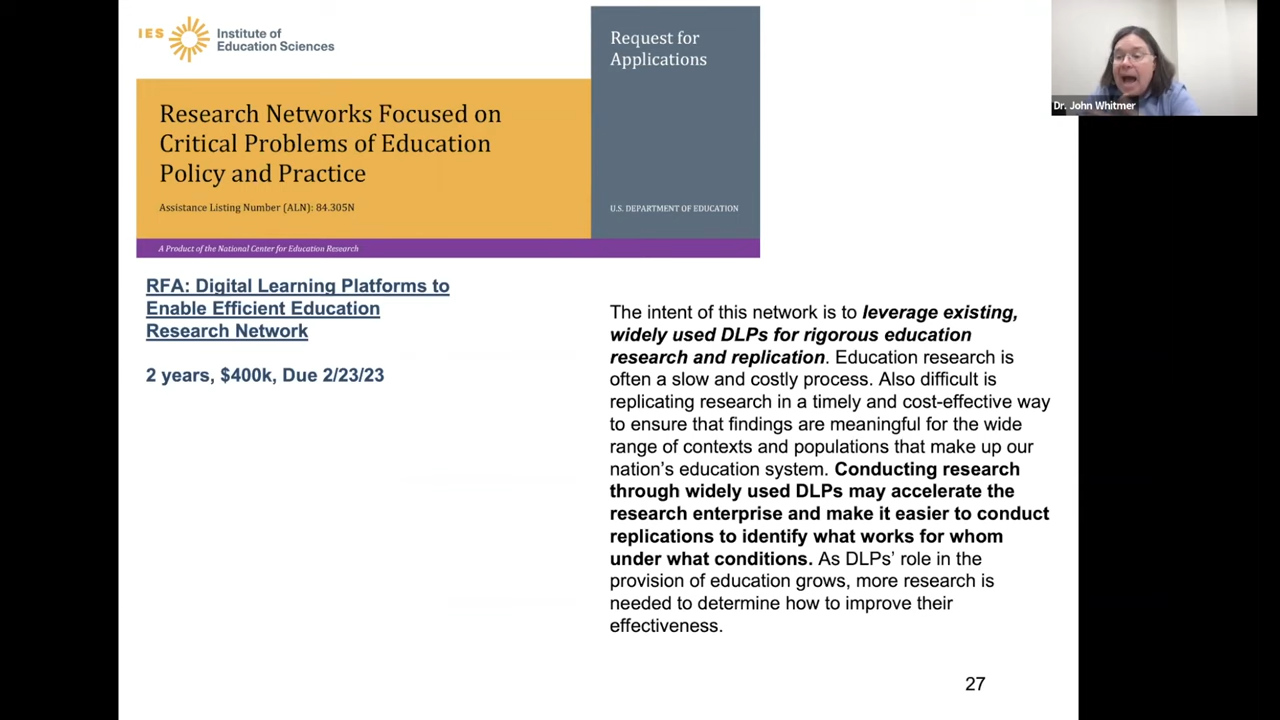 IES
Institute of
Education Sciences
Request for
Applications
Research Networks Focused on
Critical Problems of Education
Policy and Practice
Assistance Listing Number (ALN): 84.305N
U.S. DEPARTMENT OF EDUCATION
A Product of the National Center for Education Research
Dr. John Whitmer
RFA: Digital Learning Platforms to
Enable Efficient Education
Research Network
2 years, $400k, Due 2/23/23
The intent of this network is to leverage existing,
widely used DLPs for rigorous education
research and replication. Education research is
often a slow and costly process. Also difficult is
replicating research in a timely and cost-effective way
to ensure that findings are meaningful for the wide
range of contexts and populations that make up our
nation’s education system. Conducting research
through widely used DLPs may accelerate the
research enterprise and make it easier to conduct
replications to identify what works for whom
under what conditions. As DLPs’ role in the
provision of education grows, more research is
needed to determine how to improve their
effectiveness.
27